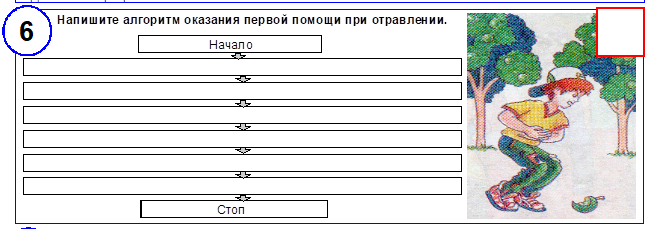 6
Напишите алгоритм оказания первой помощи при отравлении.
Начало
Стоп